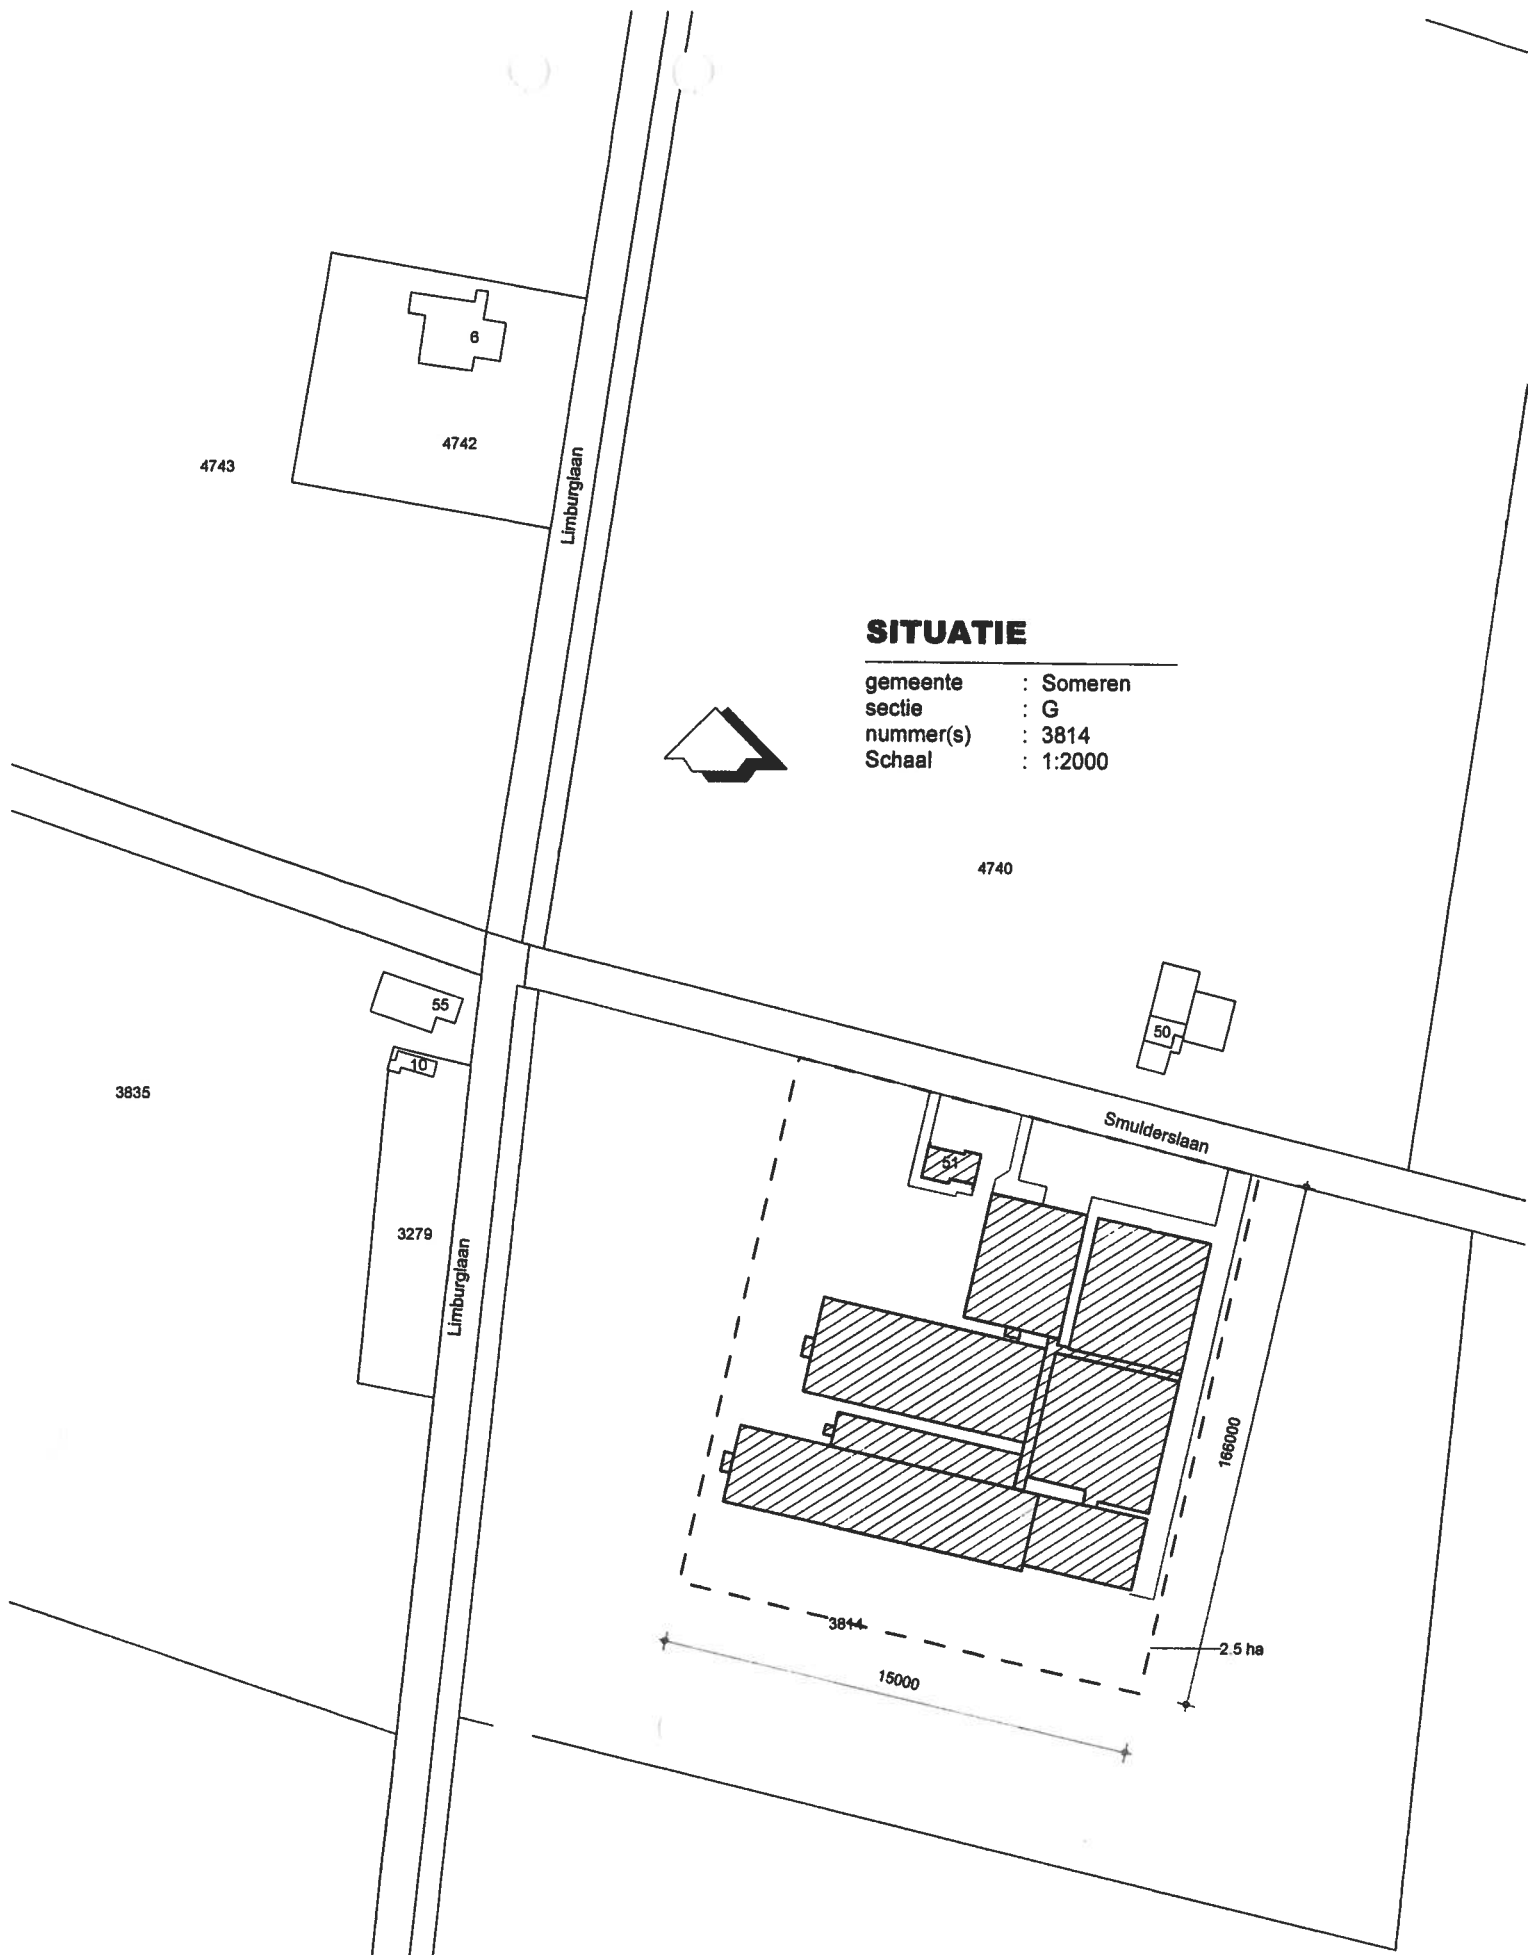 6
4742
4743
Limburglaan
SITUATIE
gemeente : Someren
sectie : G
nummer(s) : 3814
Schaal : 1:2000
4740
55
50
10
3835
Smulderslaan
51
3279
Limburglaan
166000
3814
2.5 ha
15000